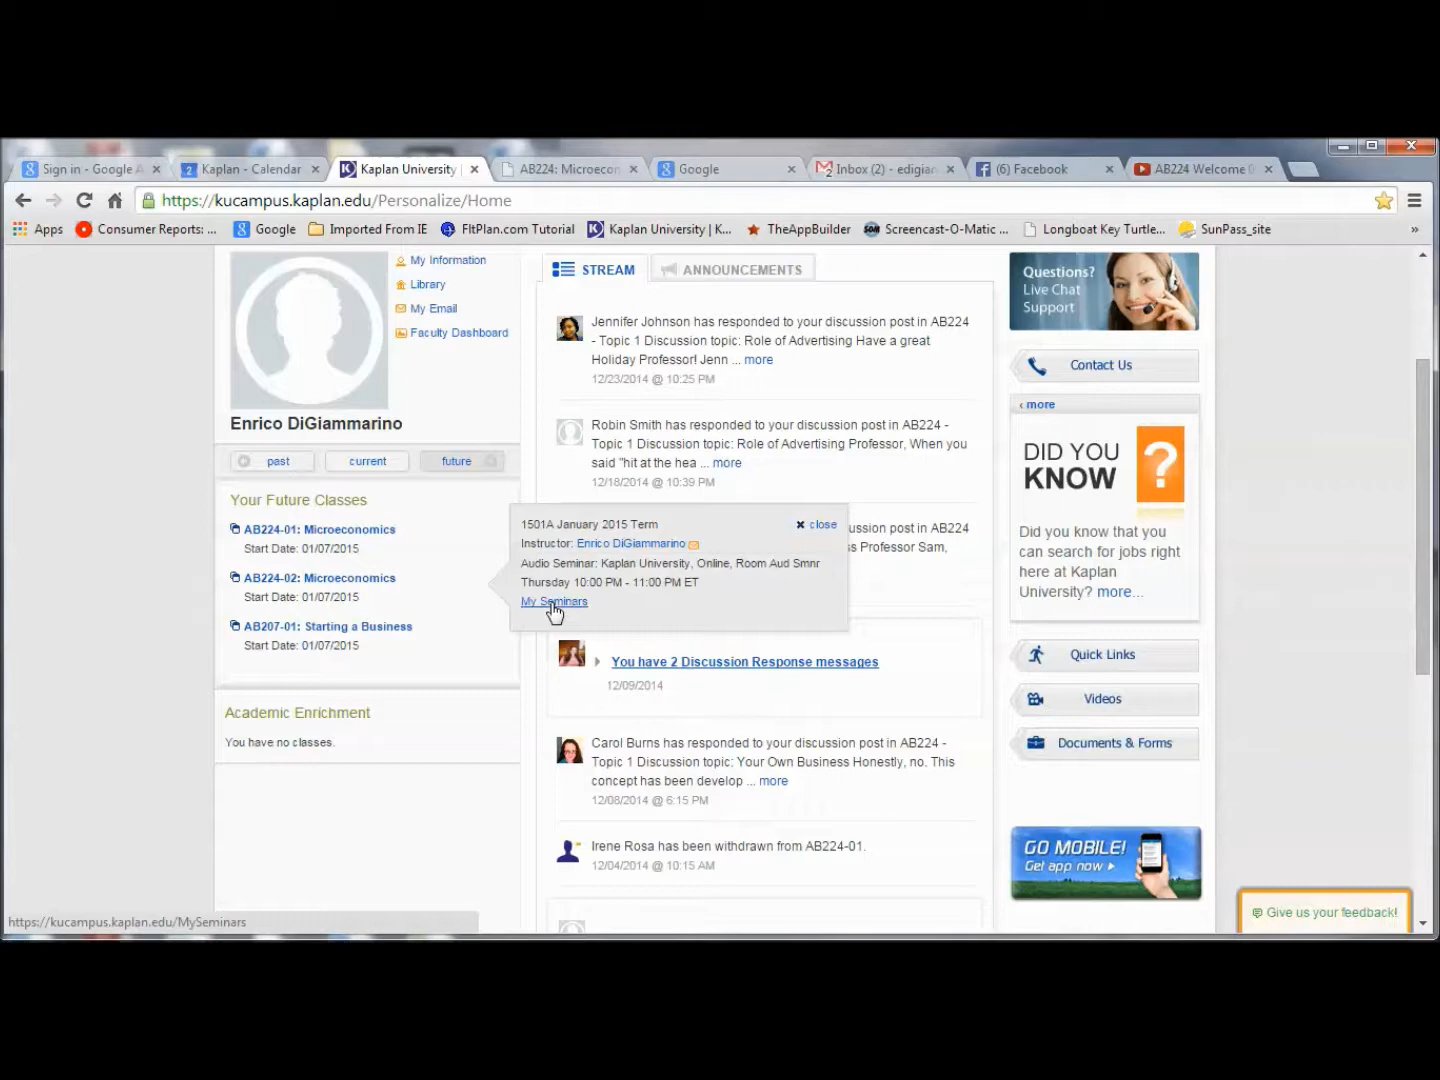 Sign in - Google A
Kaplan - Calendar
Kaplan University |
AB224: Microecon
Google
Inbox (2) - edigian
(6) Facebook
AB224 Welcome
https://kucampus.kaplan.edu/Personalize/Home
Apps
Consumer Reports: ...
Google
Imported From IE
FltPlan.com Tutorial
Kaplan University | K...
TheAppBuilder
Screencast-O-Matic ...
Longboat Key Turtle...
SunPass_site
»
My Information
Library
My Email
Faculty Dashboard
Enrico DiGiammarino
past
current
future
Your Future Classes
AB224-01: Microeconomics
Start Date: 01/07/2015
AB224-02: Microeconomics
Start Date: 01/07/2015
AB207-01: Starting a Business
Start Date: 01/07/2015
Academic Enrichment
You have no classes.
STREAM
ANNOUNCEMENTS
Jennifer Johnson has responded to your discussion post in AB224
- Topic 1 Discussion topic: Role of Advertising Have a great
Holiday Professor! Jenn ... more
12/23/2014 @ 10:25 PM
Robin Smith has responded to your discussion post in AB224 -
Topic 1 Discussion topic: Role of Advertising Professor, When you
said "hit at the hea ... more
12/18/2014 @ 10:39 PM
ussion post in AB224
s Professor Sam,
1501A January 2015 Term
close
Instructor: Enrico DiGiammarino
Audio Seminar: Kaplan University, Online, Room Aud Smnr
Thursday 10:00 PM - 11:00 PM ET
My Seminars
You have 2 Discussion Response messages
12/09/2014
Carol Burns has responded to your discussion post in AB224 -
Topic 1 Discussion topic: Your Own Business Honestly, no. This
concept has been develop ... more
12/08/2014 @ 6:15 PM
Irene Rosa has been withdrawn from AB224-01.
12/04/2014 @ 10:15 AM
Questions?
Live Chat
Support
Contact Us
‹ more
DID YOU
KNOW
?
Did you know that you
can search for jobs right
here at Kaplan
University? more...
Quick Links
Videos
Documents & Forms
GO MOBILE!
Get app now
Give us your feedback!
https://kucampus.kaplan.edu/MySeminars